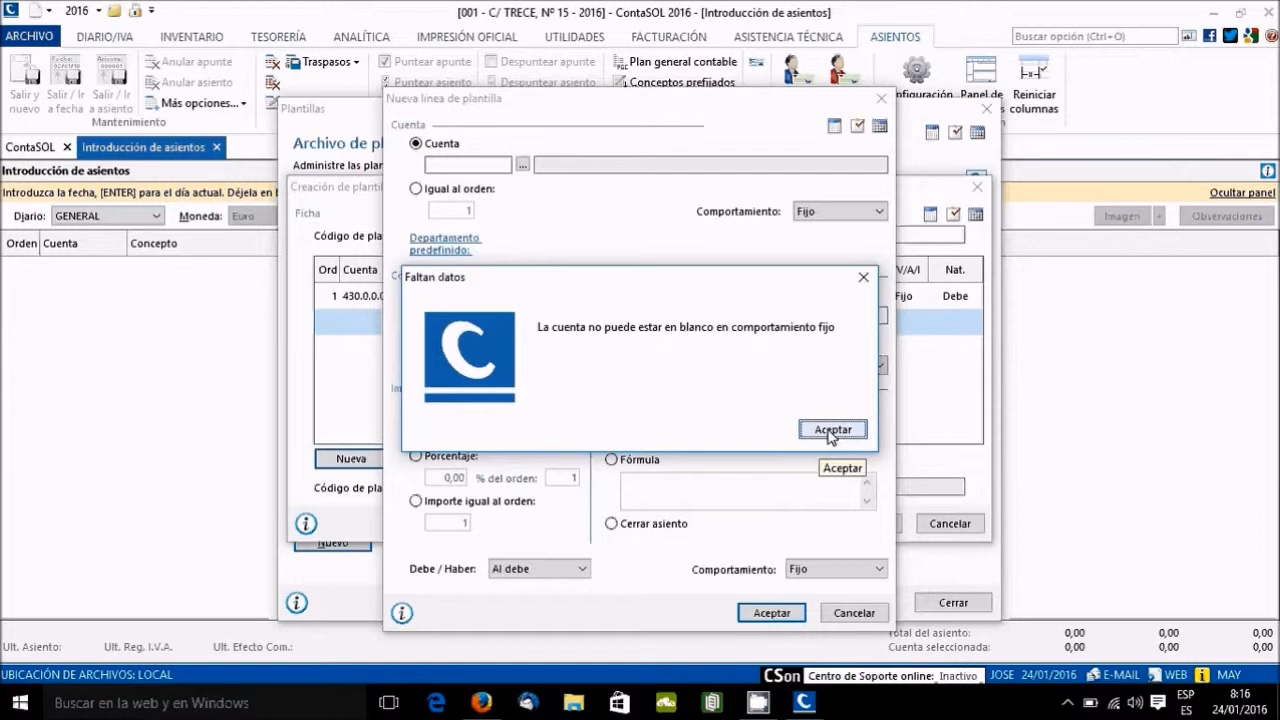 2016
[001 - C/ TRECE, Nº 15 - 2016] - ContaSOL 2016 - [Introducción de asientos]
ARCHIVO DIARIO/IVA INVENTARIO TESORERÍA ANALÍTICA IMPRESIÓN OFICIAL UTILIDADES FACTURACIÓN ASISTENCIA TÉCNICA ASIENTOS Buscar opción (Ctrl+O)
Salir y nuevo
Salir / Ir a fecha
Salir / Ir a asiento
Anular apunte
Anular asiento
Más opciones...
Mantenimiento
Traspasos
Puntear apunte
Puntear asiento
Despuntear apunte
Despuntear asiento
Plan general contable
Conceptos prefijados
Configuración
Panel de
Reiniciar columnas
ContaSOL Introducción de asientos
Introducción de asientos
Introduzca la fecha, [ENTER] para el día actual. Déjela en
Ocultar panel
Diario: GENERAL Moneda: Euro
Imagen Observaciones
Orden Cuenta Concepto
Plantillas
Archivo de pl
Administre las plan
Creación de plantil
Ficha
Código de pla
Ord Cuenta V/A/I Nat.
1 430.0.0.0 Fijo Debe
Nueva
Código de pla
Cancelar
Nuevo
Cerrar
Nueva línea de plantilla
Cuenta
Cuenta
...
Igual al orden:
1
Comportamiento: Fijo
Departamento
predefinido:
Faltan datos
La cuenta no puede estar en blanco en comportamiento fijo
Aceptar
Aceptar
Porcentaje:
0,00 % del orden: 1
Importe igual al orden:
1
Fórmula
Cerrar asiento
Debe / Haber: Al debe
Comportamiento: Fijo
Aceptar Cancelar
Ult. Asiento: Ult. Reg. I.V.A. Ult. Efecto Com.:
Total del asiento: 0,00 0,00 0,00
Cuenta seleccionada: 0,00 0,00 0,00
UBICACIÓN DE ARCHIVOS: LOCAL
CSon Centro de Soporte online: Inactivo JOSE 24/01/2016 E-MAIL WEB MAY
Buscar en la web y en Windows
ESP
ES
8:16
24/01/2016